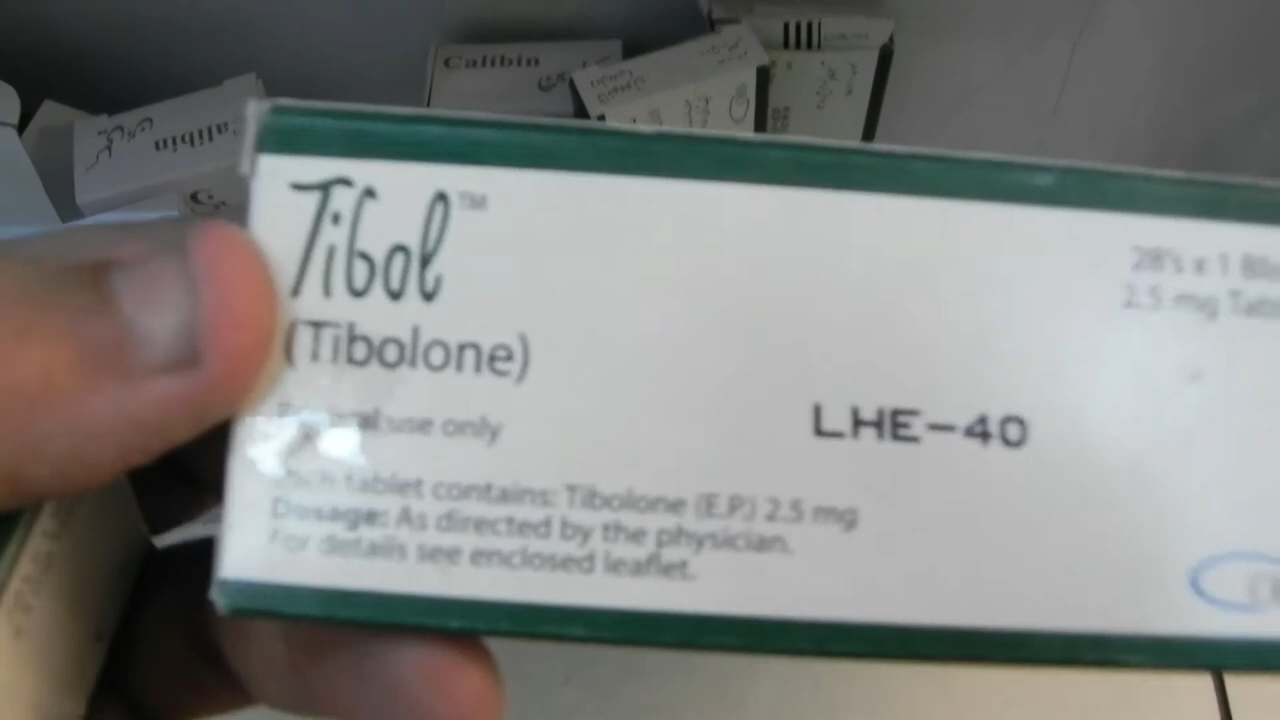 Calibin
Calibin
Tibol™
(Tibolone)
28's x 1
2.5 mg
use only
LHE-40
tablet contains: Tibolone (E.P.) 2.5 mg
Dosage: As directed by the physician.
For details see enclosed leaflet.